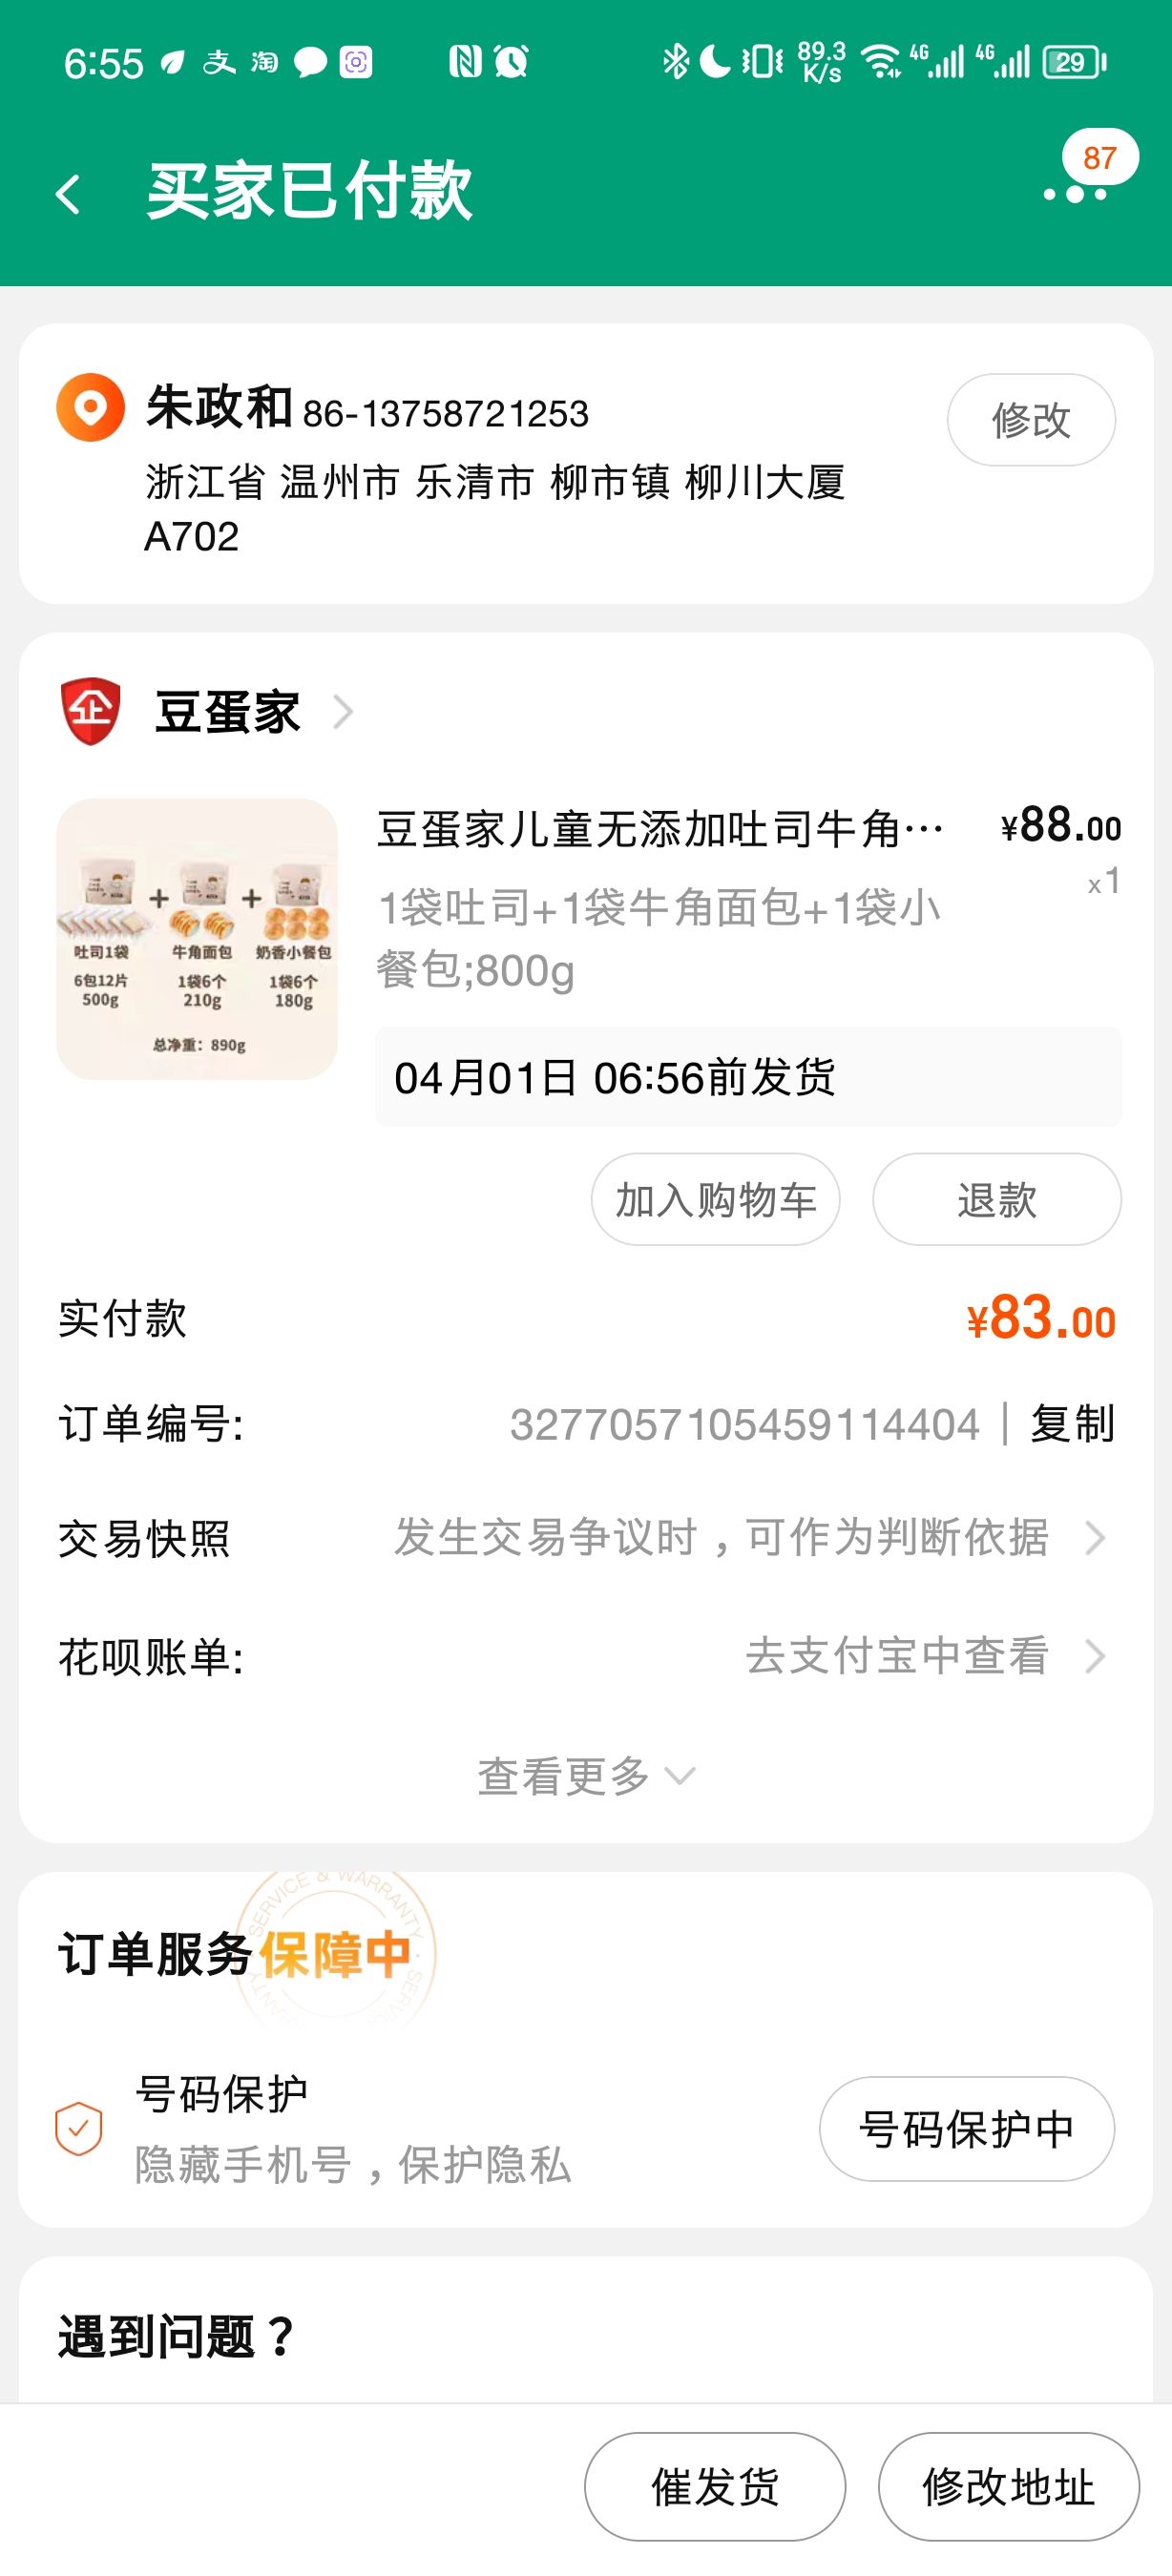 6:55 支 淘 89.3 K/s 4G 4G 29
87
买家已付款
朱政和 86-13758721253
修改
浙江省 温州市 乐清市 柳市镇 柳川大厦
A702
企 豆蛋家
豆蛋家儿童无添加吐司牛角… ¥88.00
x1
1袋吐司+1袋牛角面包+1袋小
餐包;800g
吐司1袋 + 牛角面包 + 奶香小餐包
6包12片 1袋6个 1袋6个
500g 210g 180g
总净重：890g
04月01日 06:56前发货
加入购物车 退款
实付款 ¥83.00
订单编号: 3277057105459114404 | 复制
交易快照 发生交易争议时，可作为判断依据
花呗账单: 去支付宝中查看
查看更多
SERVICE & WARRANTY
订单服务保障中
号码保护
隐藏手机号，保护隐私
号码保护中
遇到问题？
催发货 修改地址